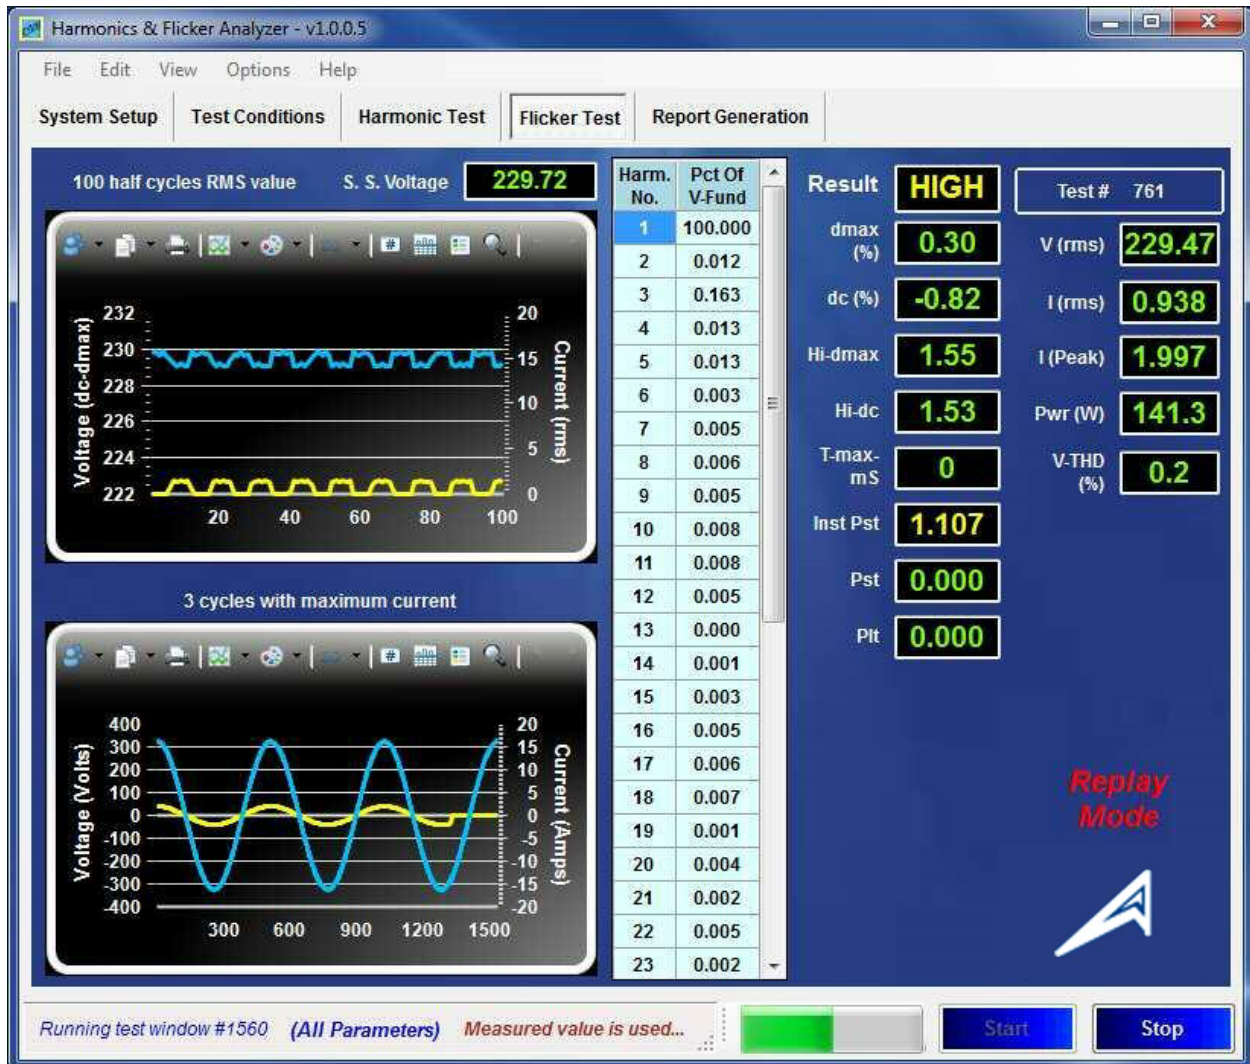 Harmonics & Flicker Analyzer - v1.0.0.5
File Edit View Options Help
System Setup Test Conditions Harmonic Test Flicker Test Report Generation
100 half cycles RMS value S. S. Voltage 229.72
Voltage (dc-dmax)
232
230
228
226
224
222
20
15
10
5
0
Current (rms)
20 40 60 80 100
3 cycles with maximum current
Voltage (Volts)
400
300
200
100
0
-100
-200
-300
-400
20
15
10
5
0
-5
-10
-15
-20
Current (Amps)
300 600 900 1200 1500
Harm. No. Pct Of V-Fund
1 100.000
2 0.012
3 0.163
4 0.013
5 0.013
6 0.003
7 0.005
8 0.006
9 0.005
10 0.008
11 0.008
12 0.005
13 0.000
14 0.001
15 0.003
16 0.005
17 0.006
18 0.007
19 0.001
20 0.004
21 0.002
22 0.005
23 0.002
Result HIGH
dmax (%) 0.30
dc (%) -0.82
Hi-dmax 1.55
Hi-dc 1.53
T-max-mS 0
Inst Pst 1.107
Pst 0.000
Plt 0.000
Test # 761
V (rms) 229.47
I (rms) 0.938
I (Peak) 1.997
Pwr (W) 141.3
V-THD (%) 0.2
Replay
Mode
Running test window #1560 (All Parameters) Measured value is used...
Start Stop